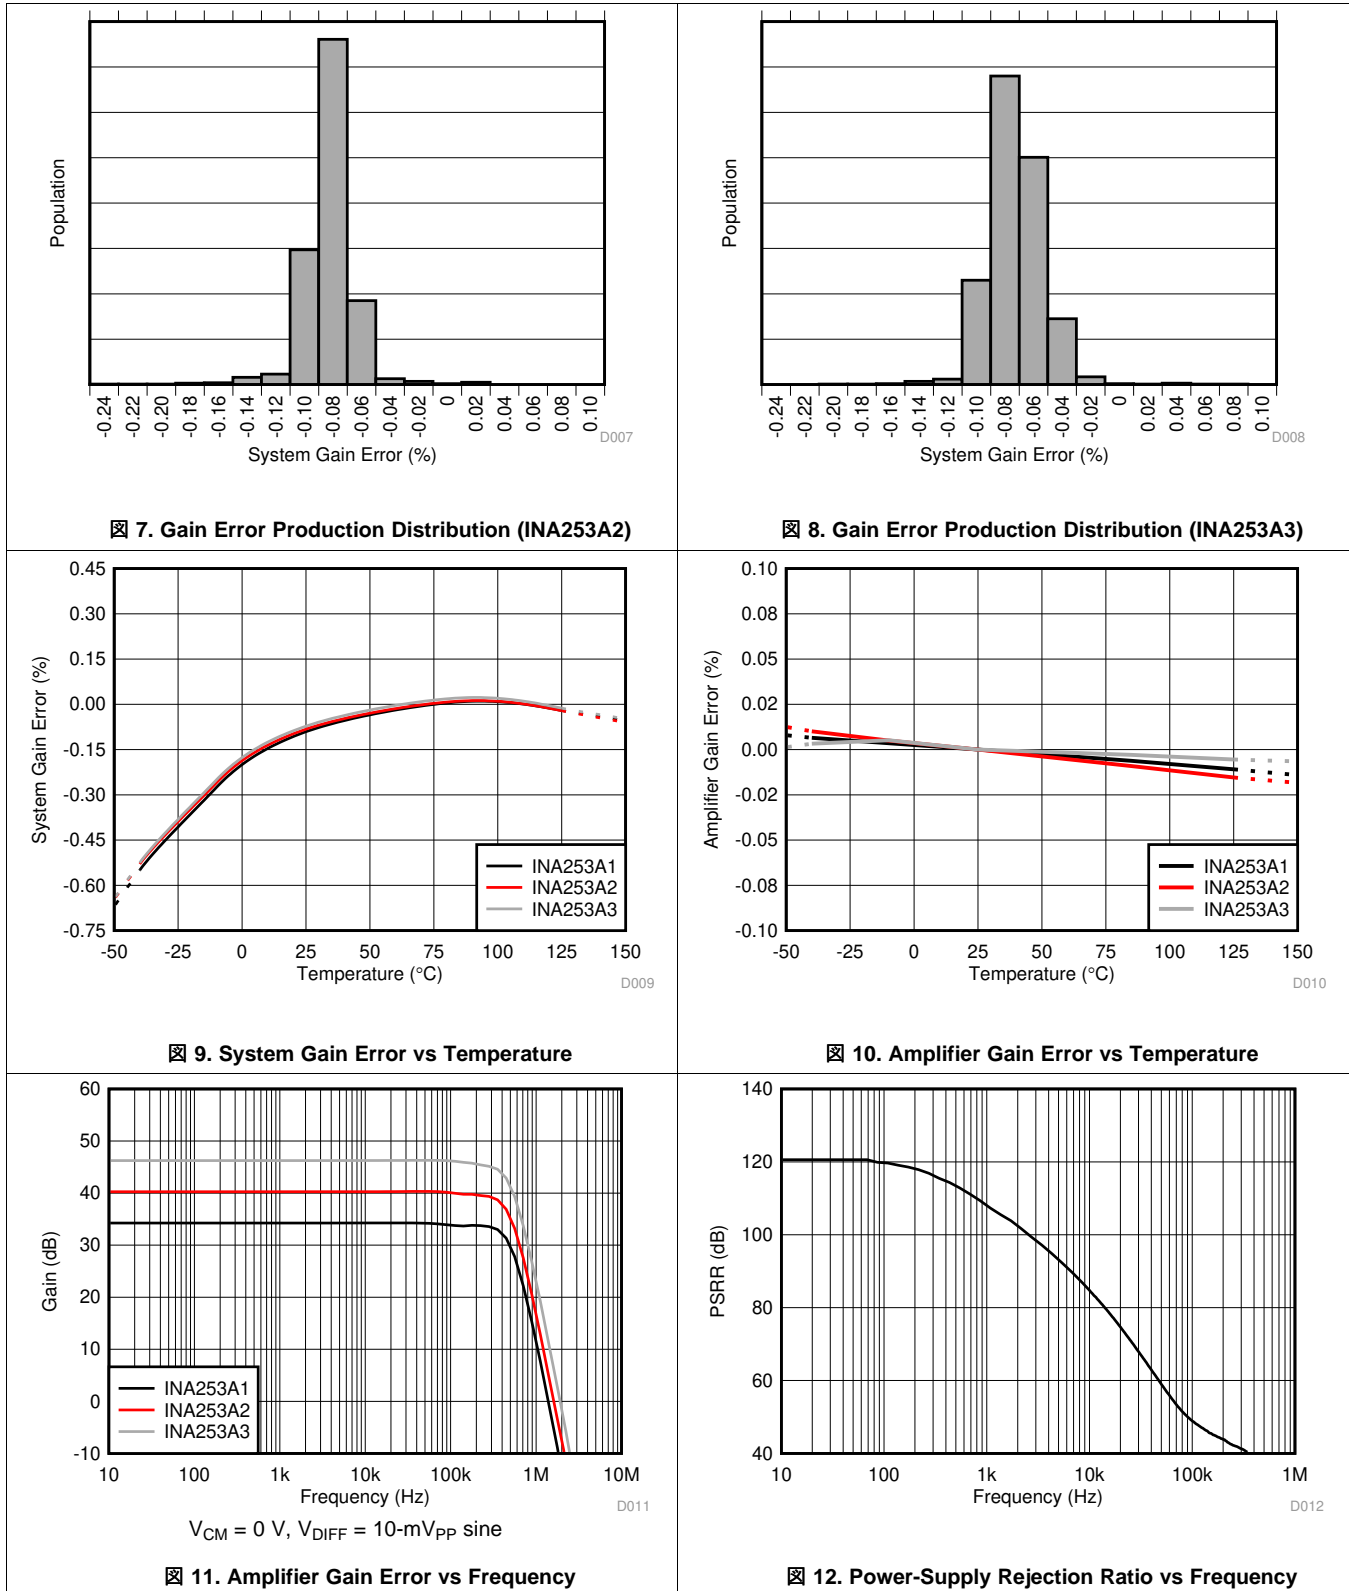 Population
-0.24
-0.22
-0.20
-0.18
-0.16
-0.14
-0.12
-0.10
-0.08
-0.06
-0.04
-0.02
0
0.02
0.04
0.06
0.08
0.10
D007
System Gain Error (%)
図 7. Gain Error Production Distribution (INA253A2)
Population
-0.24
-0.22
-0.20
-0.18
-0.16
-0.14
-0.12
-0.10
-0.08
-0.06
-0.04
-0.02
0
0.02
0.04
0.06
0.08
0.10
D008
System Gain Error (%)
図 8. Gain Error Production Distribution (INA253A3)
System Gain Error (%)
0.45
0.30
0.15
0.00
-0.15
-0.30
-0.45
-0.60
-0.75
INA253A1
INA253A2
INA253A3
-50 -25 0 25 50 75 100 125 150
Temperature (°C)
D009
図 9. System Gain Error vs Temperature
Amplifier Gain Error (%)
0.10
0.08
0.05
0.02
0.00
-0.02
-0.05
-0.08
-0.10
INA253A1
INA253A2
INA253A3
-50 -25 0 25 50 75 100 125 150
Temperature (°C)
D010
図 10. Amplifier Gain Error vs Temperature
Gain (dB)
60
50
40
30
20
10
0
-10
INA253A1
INA253A2
INA253A3
10 100 1k 10k 100k 1M 10M
Frequency (Hz)
D011
VCM = 0 V, VDIFF = 10-mVPP sine
図 11. Amplifier Gain Error vs Frequency
PSRR (dB)
140
120
100
80
60
40
10 100 1k 10k 100k 1M
Frequency (Hz)
D012
図 12. Power-Supply Rejection Ratio vs Frequency